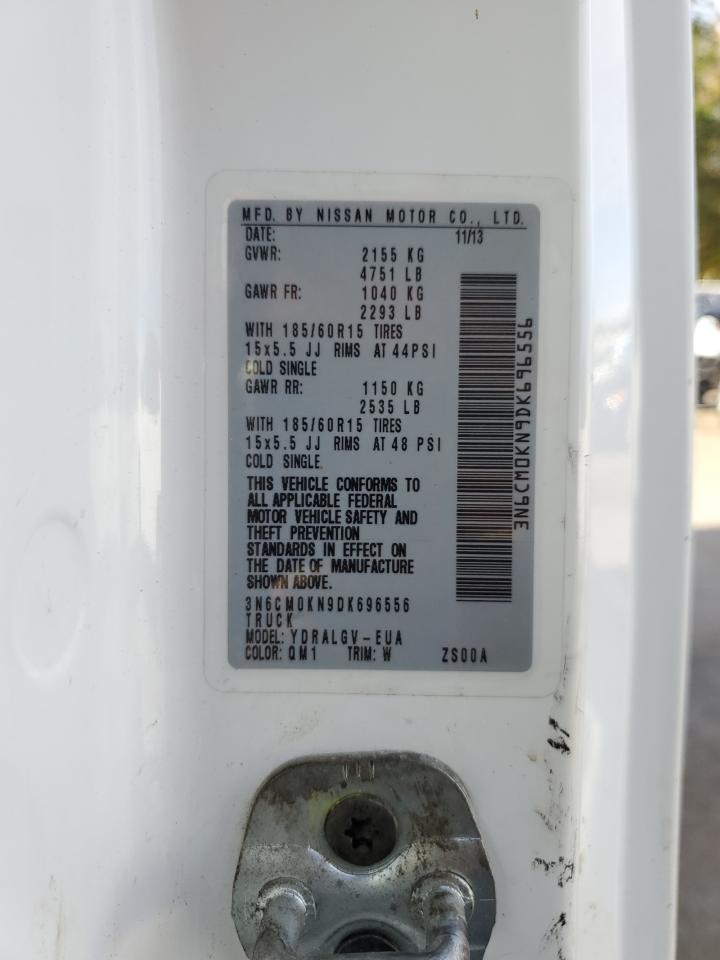 MFD. BY NISSAN MOTOR CO., LTD.
DATE: 11/13
GVWR: 2155 KG
4751 LB
GAWR FR: 1040 KG
2293 LB
WITH 185/60R15 TIRES
15x5.5 JJ RIMS AT 44PSI
COLD SINGLE
GAWR RR: 1150 KG
2535 LB
WITH 185/60R15 TIRES
15x5.5 JJ RIMS AT 48 PSI
COLD SINGLE
THIS VEHICLE CONFORMS TO
ALL APPLICABLE FEDERAL
MOTOR VEHICLE SAFETY AND
THEFT PREVENTION
STANDARDS IN EFFECT ON
THE DATE OF MANUFACTURE
SHOWN ABOVE.
3N6CM0KN9DK696556
TRUCK
MODEL: YDRALGV-EUA
COLOR: QM1 TRIM: W ZS00A
3N6CM0KN9DK696556